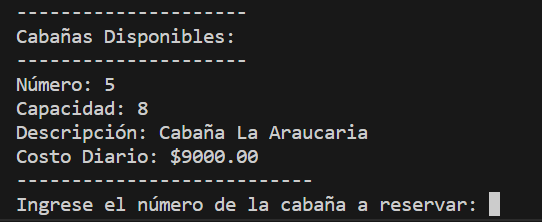 ---------------------
Cabañas Disponibles:
---------------------
Número: 5
Capacidad: 8
Descripción: Cabaña La Araucaria
Costo Diario: $9000.00
---------------------------
Ingrese el número de la cabaña a reservar: